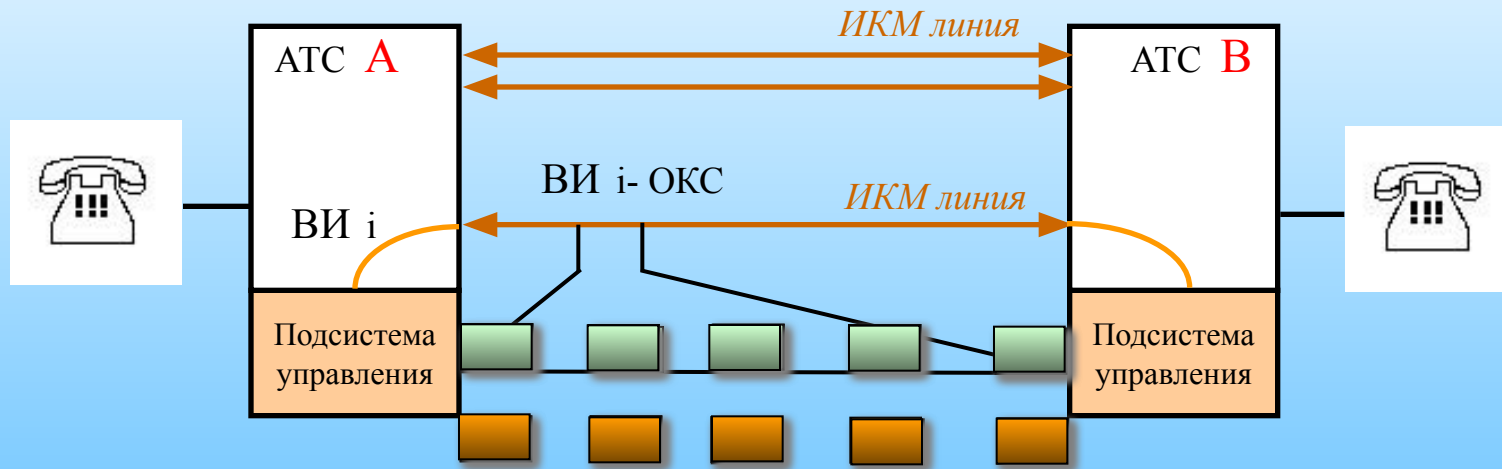 ИКМ линия
АТС А
АТС В
ВИ i- ОКС
ИКМ линия
ВИ i
Подсистема
управления
Подсистема
управления